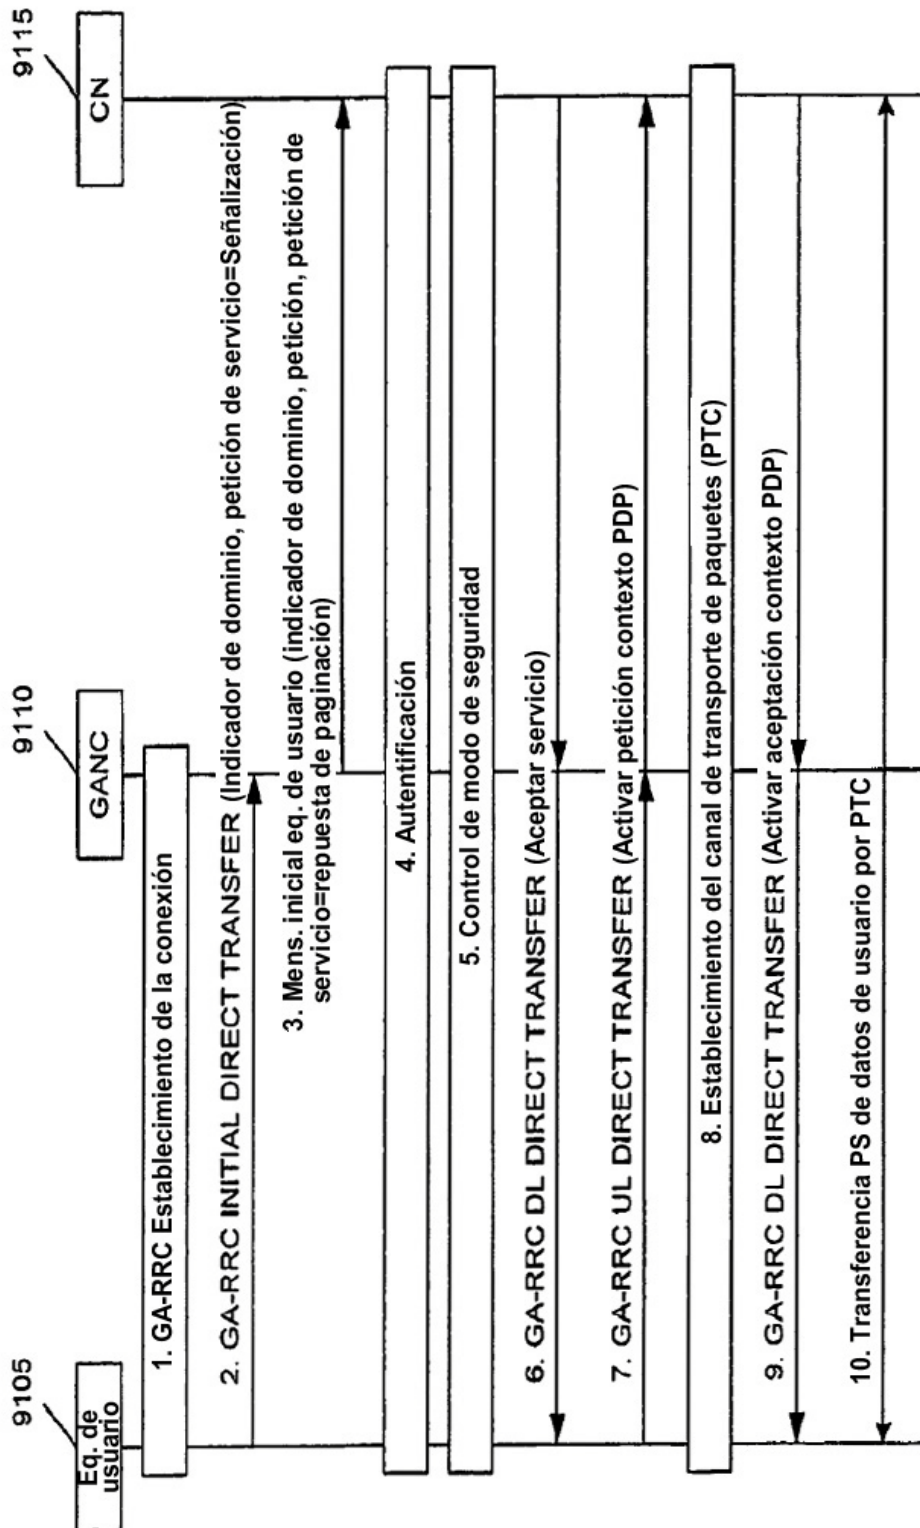 9105
9110
9115
Eq. de
usuario
GANC
CN
1. GA-RRC Establecimiento de la conexión
2. GA-RRC INITIAL DIRECT TRANSFER (Indicador de dominio, petición de servicio=Señalización)
3. Mens. inicial eq. de usuario (indicador de dominio, petición, petición de
servicio=repuesta de paginación)
4. Autentificación
5. Control de modo de seguridad
6. GA-RRC DL DIRECT TRANSFER (Aceptar servicio)
7. GA-RRC UL DIRECT TRANSFER (Activar petición contexto PDP)
8. Establecimiento del canal de transporte de paquetes (PTC)
9. GA-RRC DL DIRECT TRANSFER (Activar aceptación contexto PDP)
10. Transferencia PS de datos de usuario por PTC